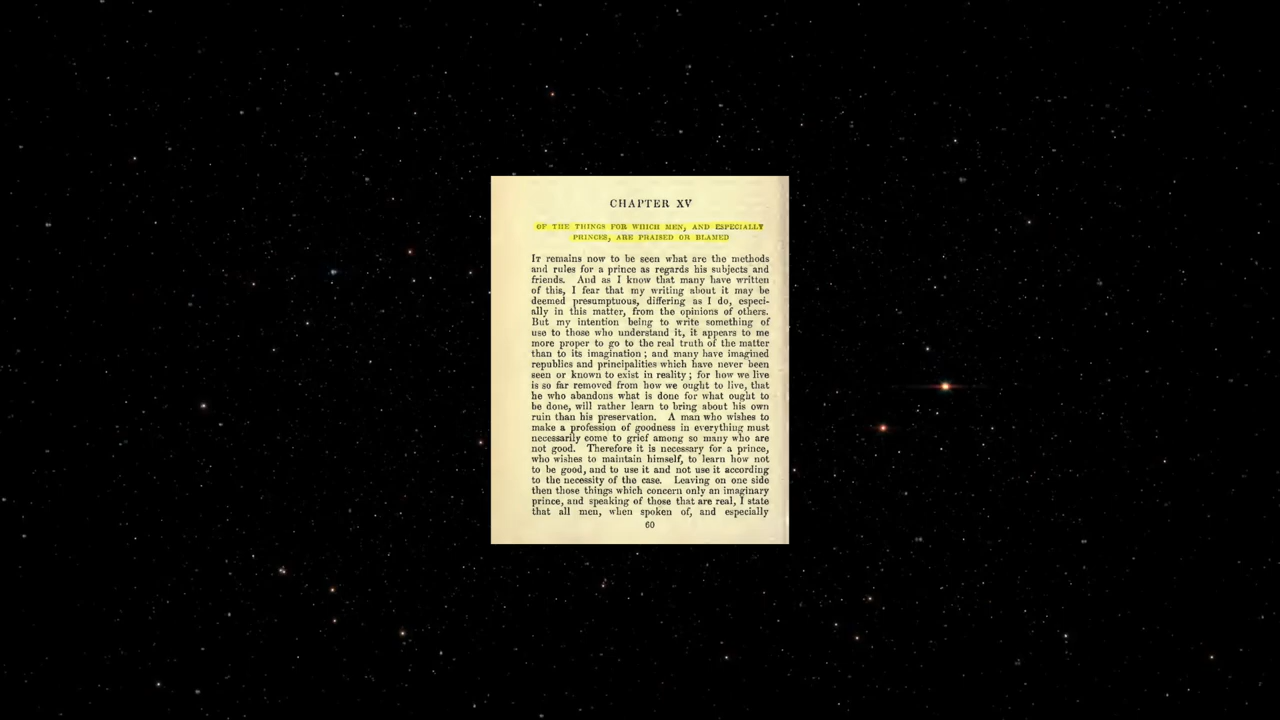 CHAPTER XV
OF THE THINGS FOR WHICH MEN, AND ESPECIALLY
PRINCES, ARE PRAISED OR BLAMED
IT remains now to be seen what are the methods
and rules for a prince as regards his subjects and
friends. And as I know that many have written
of this, I fear that my writing about it may be
deemed presumptuous, differing as I do, especi-
ally in this matter, from the opinions of others.
But my intention being to write something of
use to those who understand it, it appears to me
more proper to go to the real truth of the matter
than to its imagination ; and many have imagined
republics and principalities which have never been
seen or known to exist in reality ; for how we live
is so far removed from how we ought to live, that
he who abandons what is done for what ought to
be done, will rather learn to bring about his own
ruin than his preservation. A man who wishes to
make a profession of goodness in everything must
necessarily come to grief among so many who are
not good. Therefore it is necessary for a prince,
who wishes to maintain himself, to learn how not
to be good, and to use it and not use it according
to the necessity of the case. Leaving on one side
then those things which concern only an imaginary
prince, and speaking of those that are real, I state
that all men, when spoken of, and especially
60